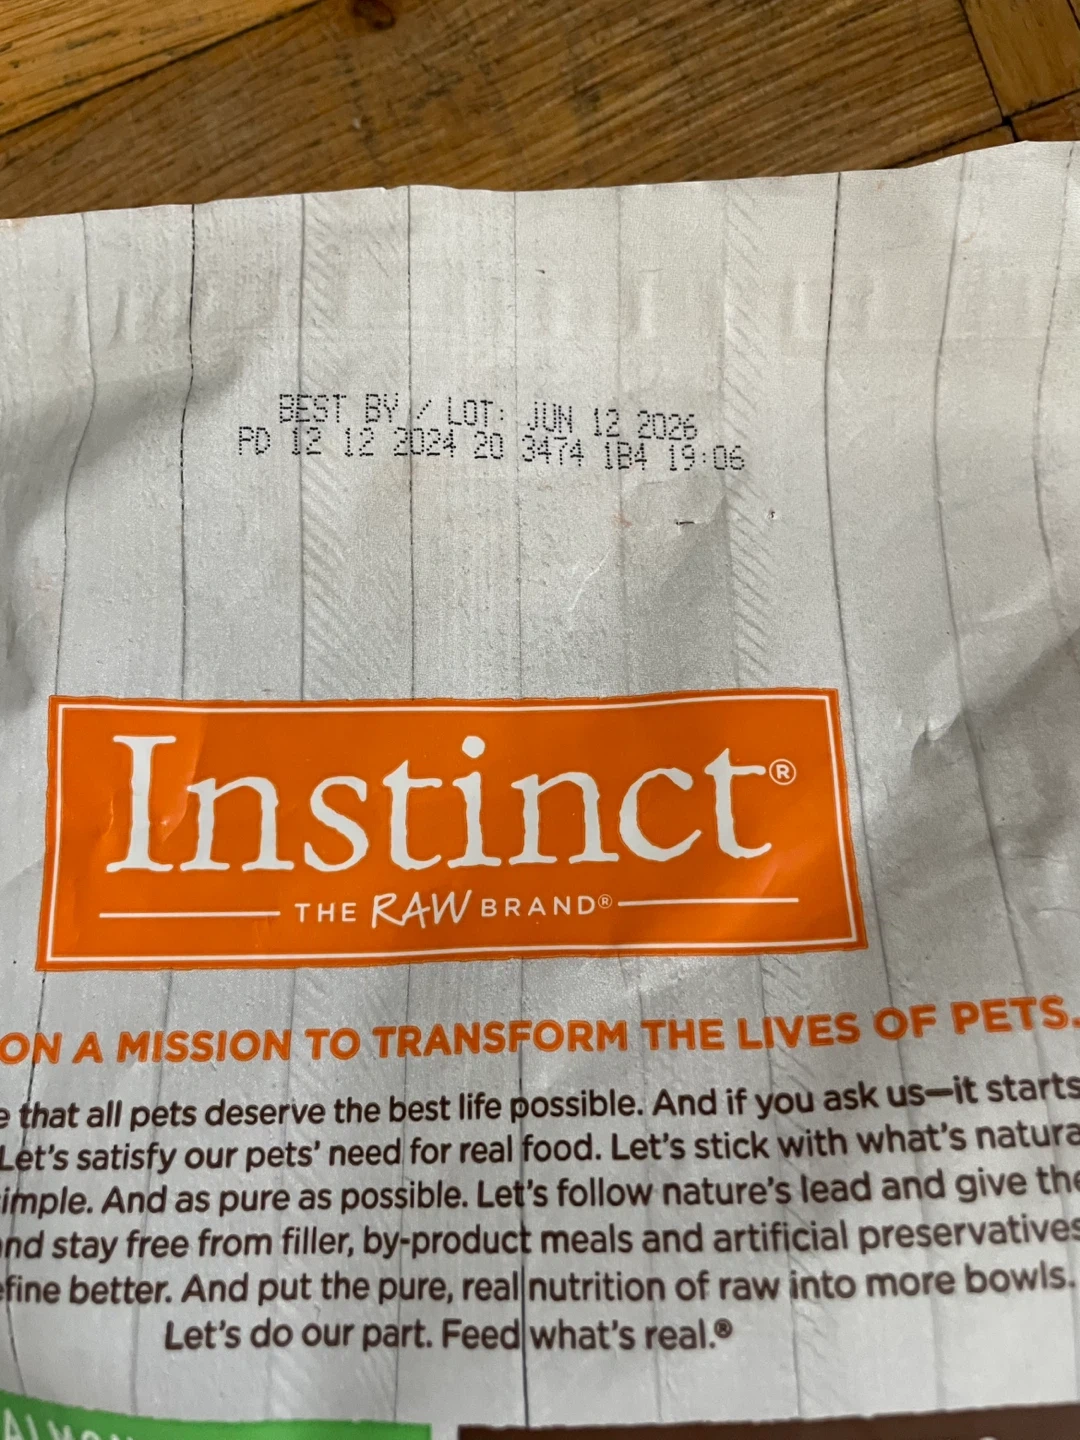 BEST BY / LOT: JUN 12 2026
PD 12 12 2024 20 3474 1B4 19:06
Instinct®
THE RAW BRAND®
ON A MISSION TO TRANSFORM THE LIVES OF PETS.
that all pets deserve the best life possible. And if you ask us—it starts
Let's satisfy our pets' need for real food. Let's stick with what's natura
imple. And as pure as possible. Let's follow nature's lead and give the
nd stay free from filler, by-product meals and artificial preservatives
efine better. And put the pure, real nutrition of raw into more bowls.
Let's do our part. Feed what's real.®